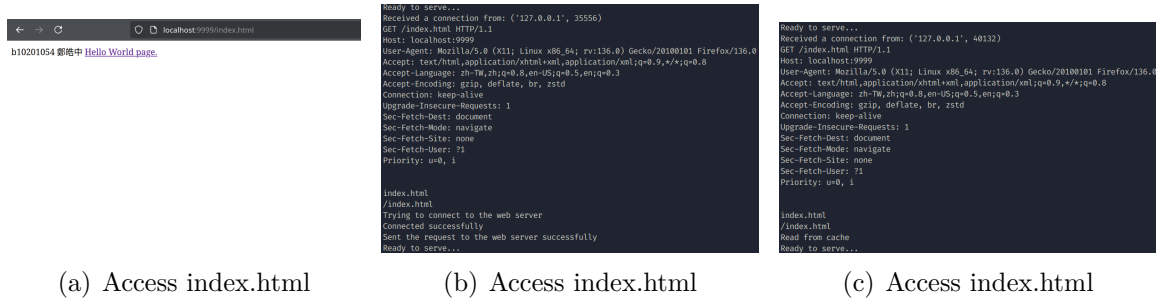 localhost:9999/index.html
b10201054 鄭皓中 Hello World page.
Ready to serve...
Received a connection from: ('127.0.0.1', 35556)
GET /index.html HTTP/1.1
Host: localhost:9999
User-Agent: Mozilla/5.0 (X11; Linux x86_64; rv:136.0) Gecko/20100101 Firefox/136.0
Accept: text/html,application/xhtml+xml,application/xml;q=0.9,*/*;q=0.8
Accept-Language: zh-TW,zh;q=0.8,en-US;q=0.5,en;q=0.3
Accept-Encoding: gzip, deflate, br, zstd
Connection: keep-alive
Upgrade-Insecure-Requests: 1
Sec-Fetch-Dest: document
Sec-Fetch-Mode: navigate
Sec-Fetch-Site: none
Sec-Fetch-User: ?1
Priority: u=0, i
index.html
/index.html
Trying to connect to the web server
Connected successfully
Sent the request to the web server successfully
Ready to serve...
Ready to serve...
Received a connection from: ('127.0.0.1', 40132)
GET /index.html HTTP/1.1
Host: localhost:9999
User-Agent: Mozilla/5.0 (X11; Linux x86_64; rv:136.0) Gecko/20100101 Firefox/136.0
Accept: text/html,application/xhtml+xml,application/xml;q=0.9,*/*;q=0.8
Accept-Language: zh-TW,zh;q=0.8,en-US;q=0.5,en;q=0.3
Accept-Encoding: gzip, deflate, br, zstd
Connection: keep-alive
Upgrade-Insecure-Requests: 1
Sec-Fetch-Dest: document
Sec-Fetch-Mode: navigate
Sec-Fetch-Site: none
Sec-Fetch-User: ?1
Priority: u=0, i
index.html
/index.html
Read from cache
Ready to serve...
(a) Access index.html
(b) Access index.html
(c) Access index.html